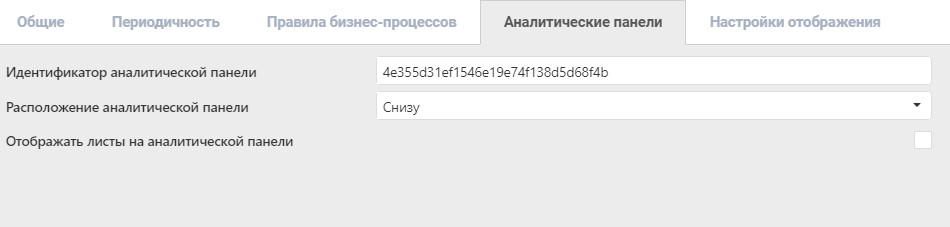 Общие Периодичность Правила бизнес-процессов Аналитические панели Настройки отображения
Идентификатор аналитической панели 4e355d31ef1546e19e74f138d5d68f4b
Расположение аналитической панели Снизу
Отображать листы на аналитической панели